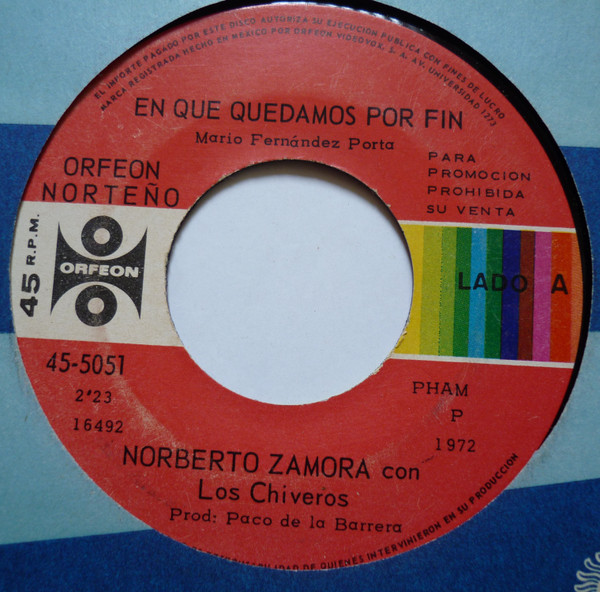 EL IMPORTE PAGADO POR ESTE DISCO AUTORIZA SU EJECUCION PUBLICA CON FINES DE LUCRO
MARCA REGISTRADA HECHO EN MEXICO POR ORFEON VIDEOVOX, S. A. AV. UNIVERSIDAD 1273
EN QUE QUEDAMOS POR FIN
Mario Fernández Porta
ORFEON
NORTEÑO
PARA
PROMOCION
PROHIBIDA
SU VENTA
45 R.P.M.
ORFEON
LADO A
45-5051
2'23
16492
PHAM
P
1972
NORBERTO ZAMORA con
Los Chiveros
Prod: Paco de la Barrera
DE QUIENES INTERVINIERON EN SU PRODUCCION